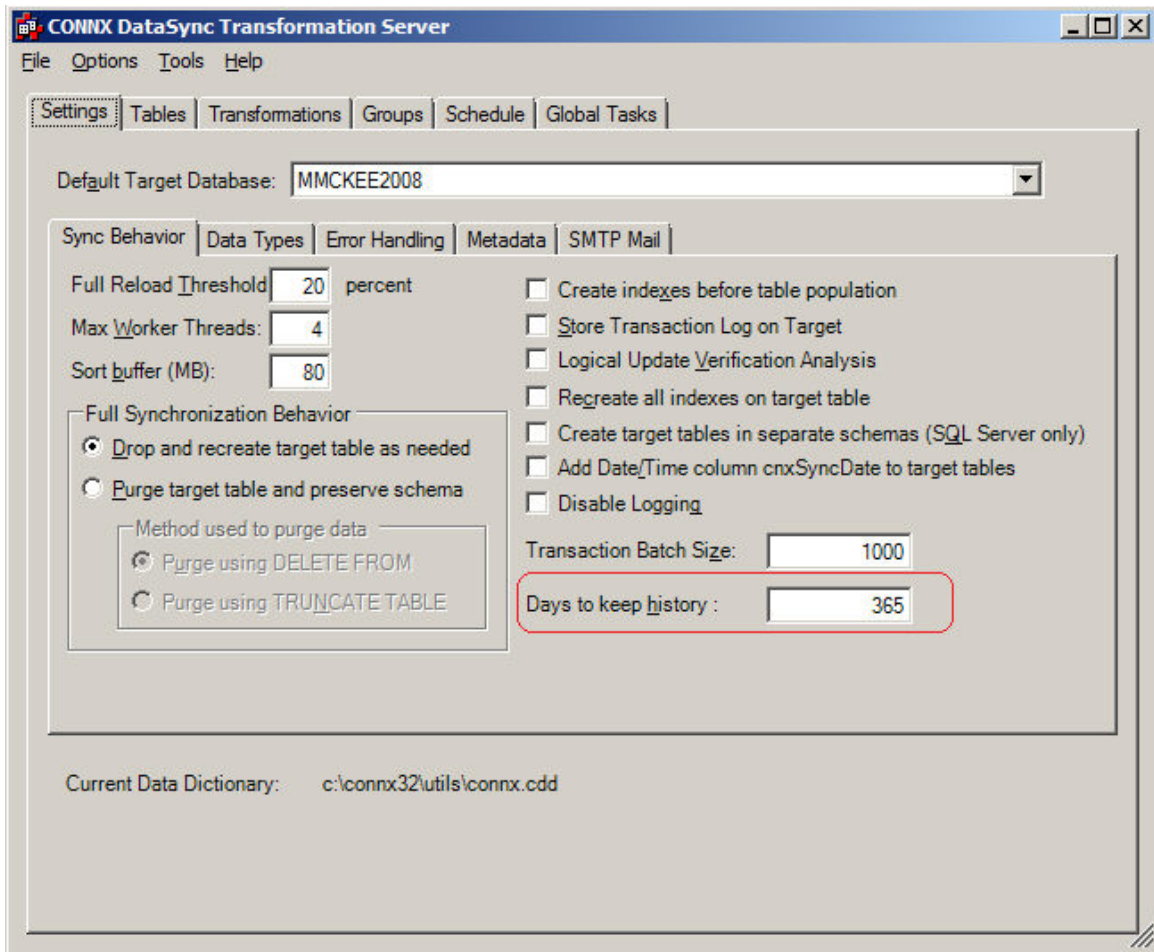 CONNX DataSync Transformation Server
File Options Tools Help
Settings Tables Transformations Groups Schedule Global Tasks
Default Target Database: MMCKEE2008
Sync Behavior Data Types Error Handling Metadata SMTP Mail
Full Reload Threshold 20 percent
Max Worker Threads: 4
Sort buffer (MB): 80
Full Synchronization Behavior
Drop and recreate target table as needed
Purge target table and preserve schema
Method used to purge data
Purge using DELETE FROM
Purge using TRUNCATE TABLE
Create indexes before table population
Store Transaction Log on Target
Logical Update Verification Analysis
Recreate all indexes on target table
Create target tables in separate schemas (SQL Server only)
Add Date/Time column cnxSyncDate to target tables
Disable Logging
Transaction Batch Size: 1000
Days to keep history : 365
Current Data Dictionary: c:\connx32\utils\connx.cdd